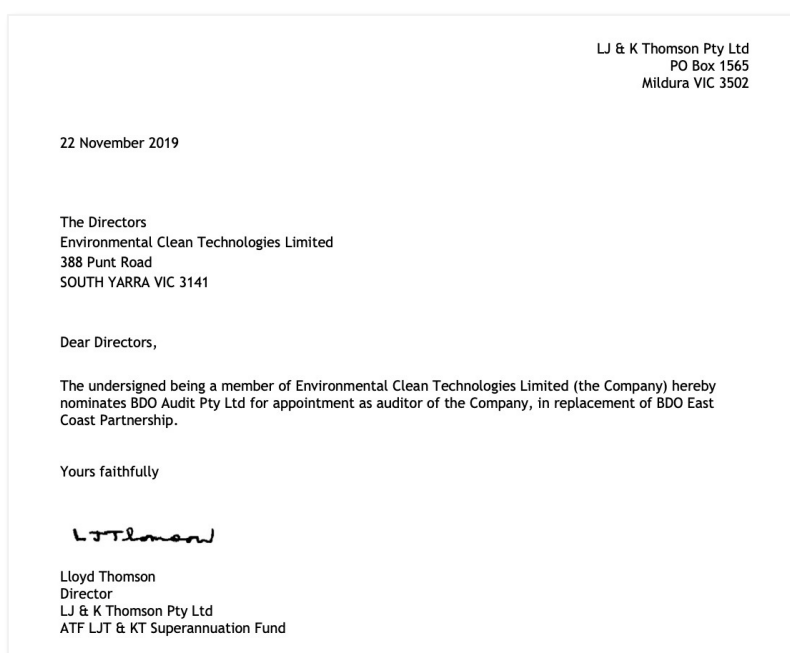 LJ & K Thomson Pty Ltd
PO Box 1565
Mildura VIC 3502
22 November 2019
The Directors
Environmental Clean Technologies Limited
388 Punt Road
SOUTH YARRA VIC 3141
Dear Directors,
The undersigned being a member of Environmental Clean Technologies Limited (the Company) hereby
nominates BDO Audit Pty Ltd for appointment as auditor of the Company, in replacement of BDO East
Coast Partnership.
Yours faithfully
LJThomson
Lloyd Thomson
Director
LJ & K Thomson Pty Ltd
ATF LJT & KT Superannuation Fund